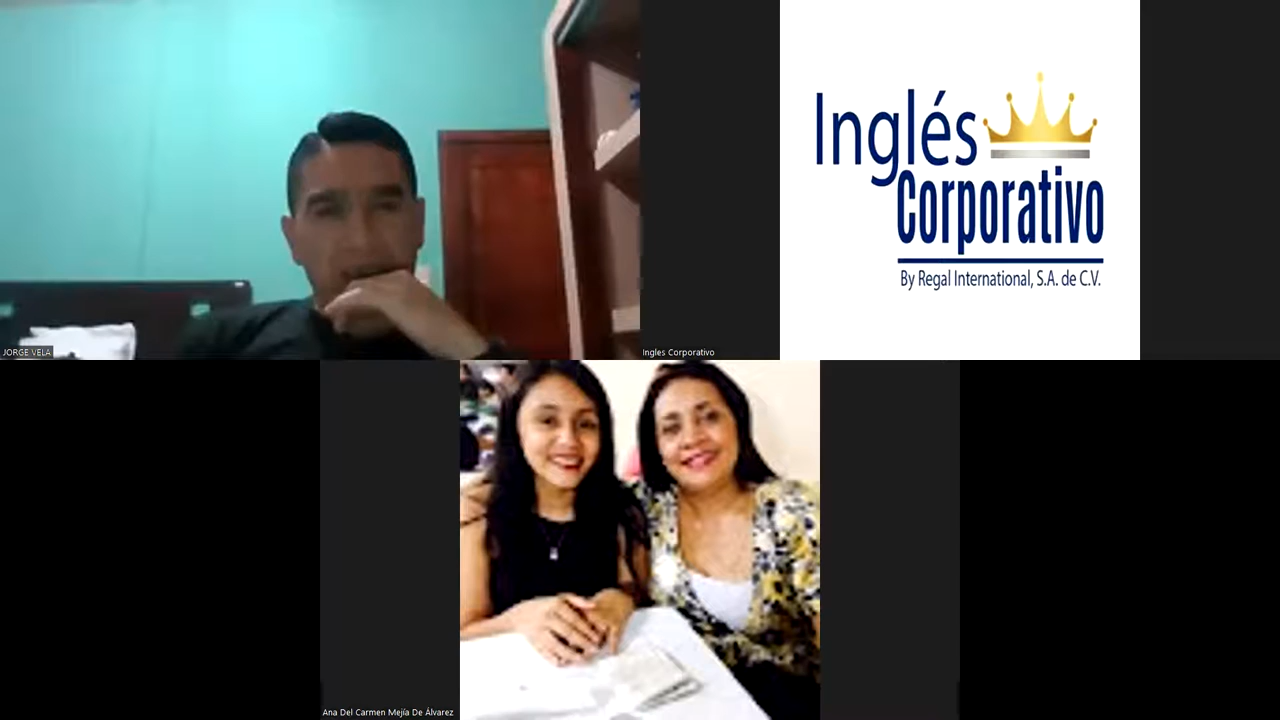 Inglés
Corporativo
By Regal International, S.A. de C.V.
JORGE VELA
Ingles Corporativo
Ana Del Carmen Mejía De Álvarez